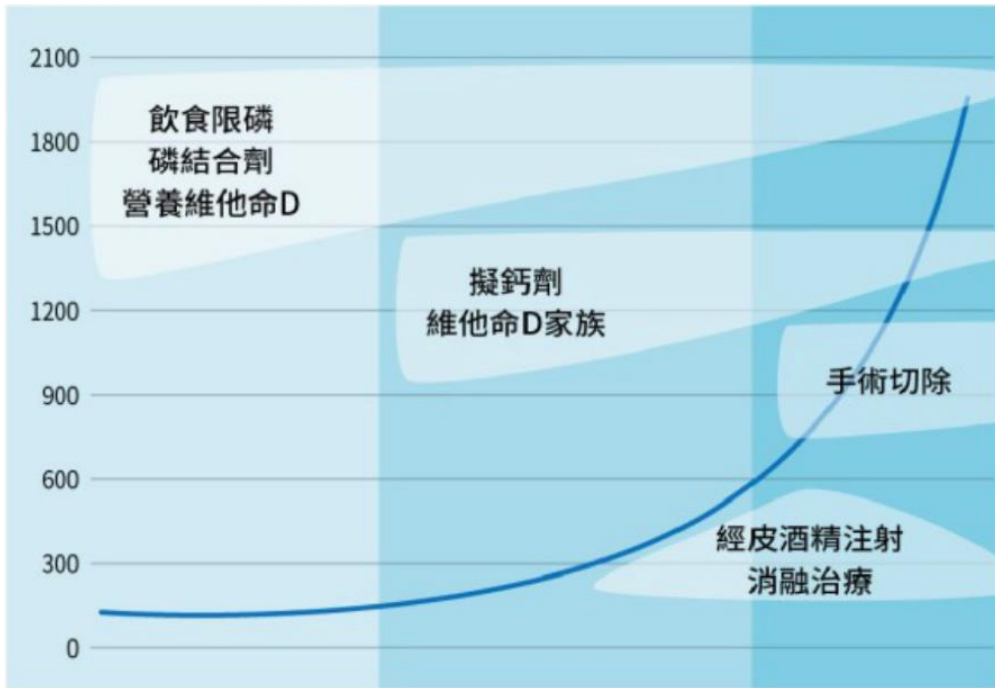 2100
1800
1500
1200
900
600
300
0
飲食限磷
磷結合劑
營養維他命D
擬鈣劑
維他命D家族
手術切除
經皮酒精注射
消融治療